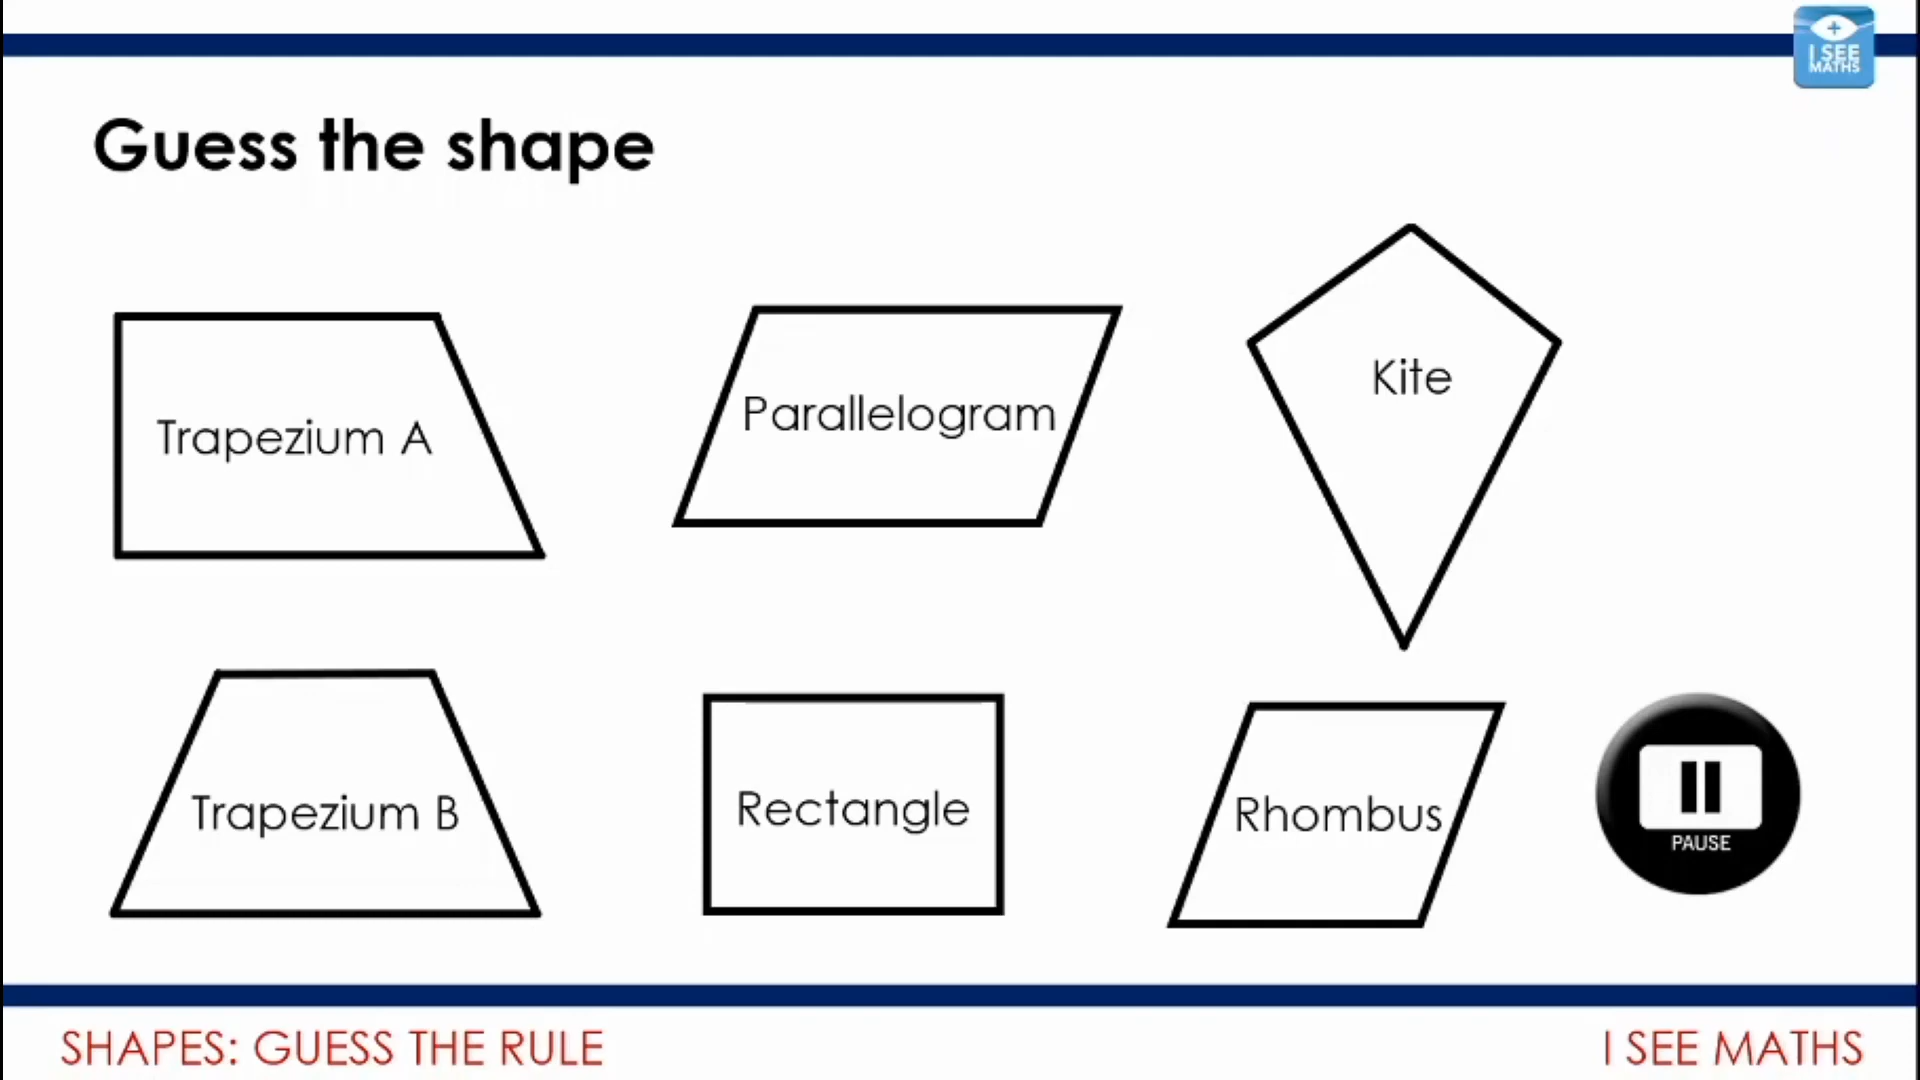 I SEE
MATHS
Guess the shape
Trapezium A
Parallelogram
Kite
Trapezium B
Rectangle
Rhombus
PAUSE
SHAPES: GUESS THE RULE
I SEE MATHS